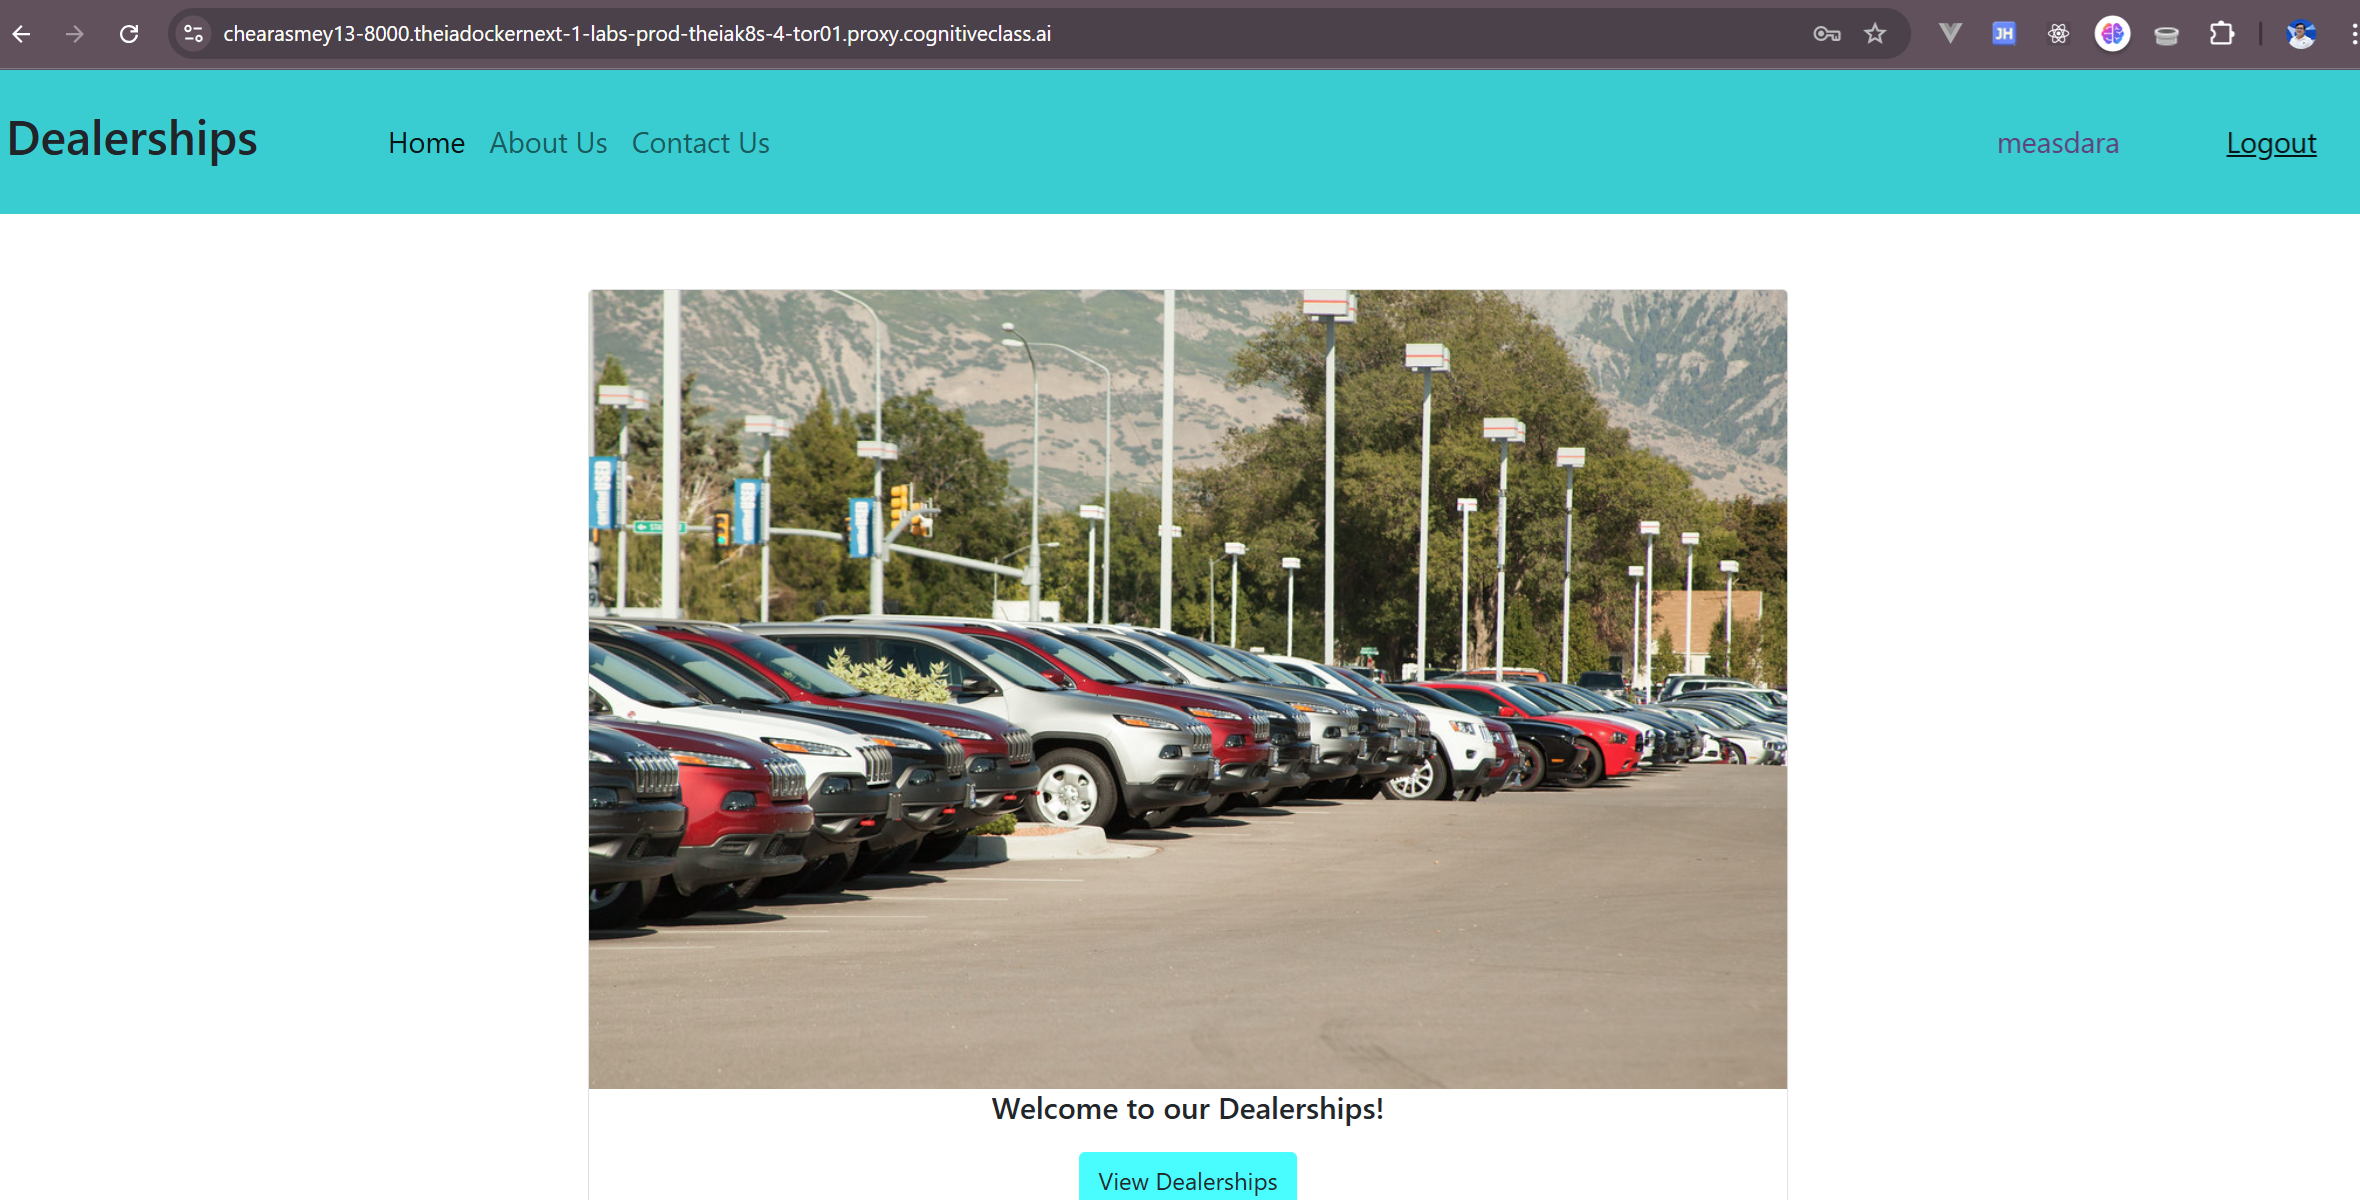 chearasmey13-8000.theiadockernext-1-labs-prod-theiak8s-4-tor01.proxy.cognitiveclass.ai
JH
Dealerships
Home About Us Contact Us
measdara
Logout
Welcome to our Dealerships!
View Dealerships